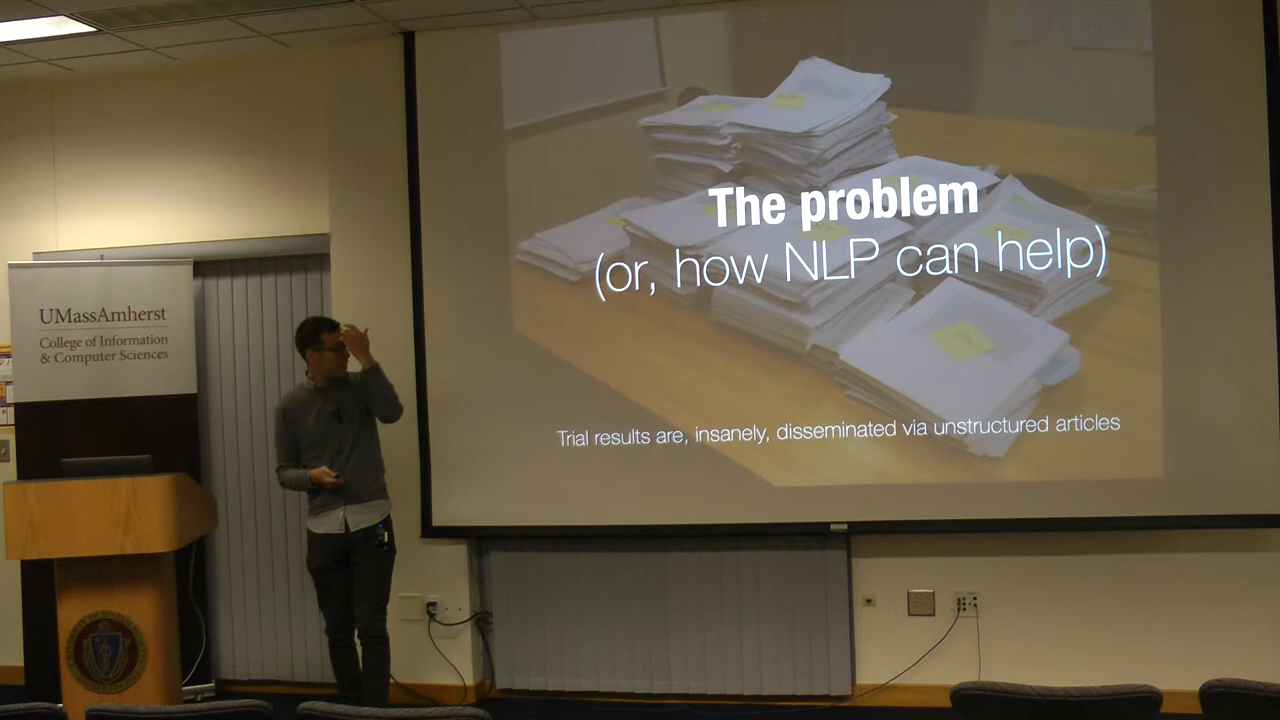 The problem
(or, how NLP can help)
Trial results are, insanely, disseminated via unstructured articles
UMassAmherst
College of Information
& Computer Sciences